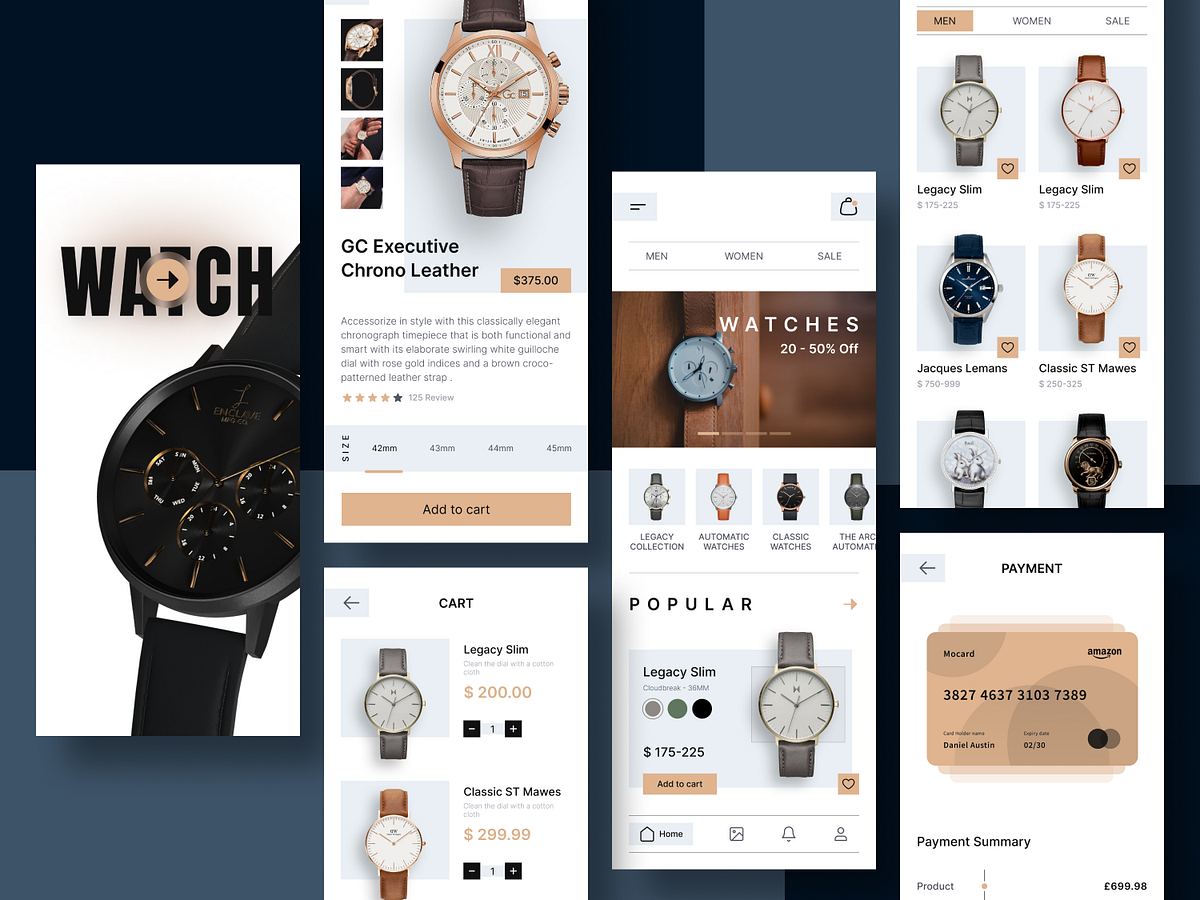 WATCH
ENCLAVE
MFG CO.
GC Executive
Chrono Leather
$375.00
Accessorize in style with this classically elegant
chronograph timepiece that is both functional and
smart with its elaborate swirling white guilloche
dial with rose gold indices and a brown croco-
patterned leather strap .
125 Review
SIZE
42mm
43mm
44mm
45mm
Add to cart
CART
Legacy Slim
Clean the dial with a cotton
cloth
$ 200.00
1
Classic ST Mawes
Clean the dial with a cotton
cloth
$ 299.99
1
MEN
WOMEN
SALE
WATCHES
20 - 50% Off
LEGACY
COLLECTION
AUTOMATIC
WATCHES
CLASSIC
WATCHES
THE ARC
AUTOMAT
POPULAR
Legacy Slim
Cloudbreak - 36MM
$ 175-225
Add to cart
Home
MEN
WOMEN
SALE
Legacy Slim
$ 175-225
Legacy Slim
$ 175-225
Jacques Lemans
$ 750-999
Classic ST Mawes
$ 250-325
PAYMENT
Mocard
amazon
3827 4637 3103 7389
Card Holder name
Daniel Austin
Expiry date
02/30
Payment Summary
Product
£699.98